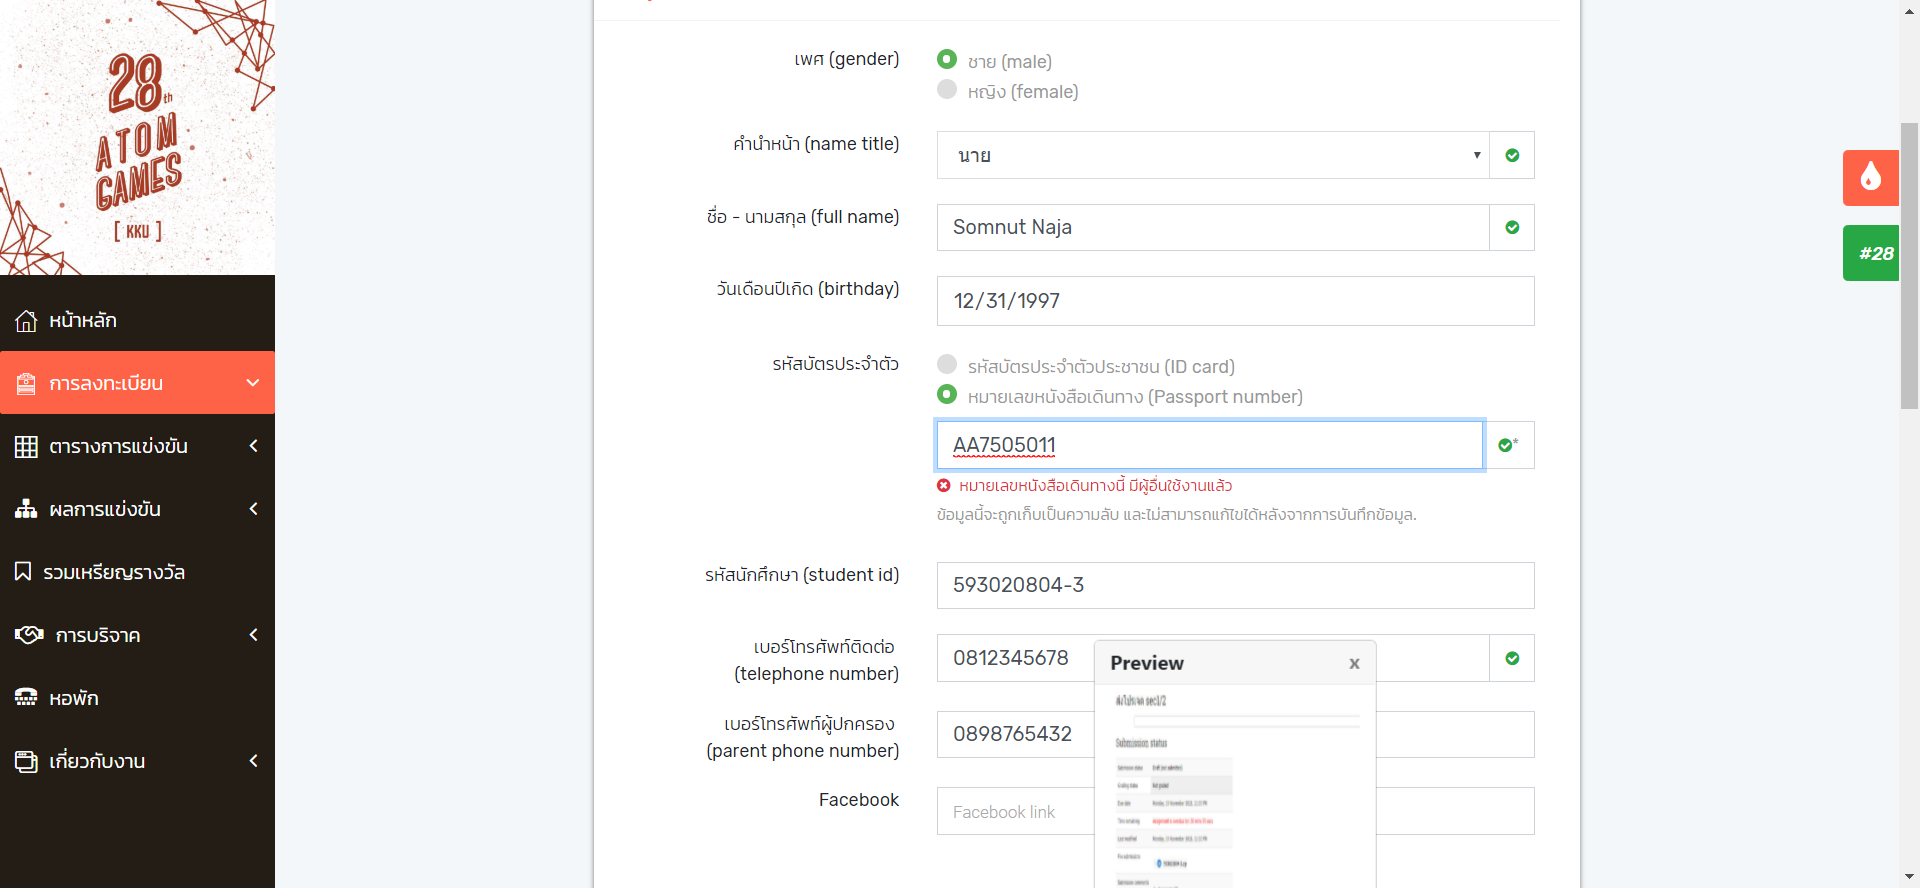 28th
ATOM
GAMES
[ KKU ]
หน้าหลัก
การลงทะเบียน
ตารางการแข่งขัน
ผลการแข่งขัน
รวมเหรียญรางวัล
การบริจาค
หอพัก
เกี่ยวกับงาน
เพศ (gender)
ชาย (male)
หญิง (female)
คำนำหน้า (name title)
นาย
ชื่อ - นามสกุล (full name)
Somnut Naja
วันเดือนปีเกิด (birthday)
12/31/1997
รหัสบัตรประจำตัว
รหัสบัตรประจำตัวประชาชน (ID card)
หมายเลขหนังสือเดินทาง (Passport number)
AA7505011
*
หมายเลขหนังสือเดินทางนี้ มีผู้อื่นใช้งานแล้ว
ข้อมูลนี้จะถูกเก็บเป็นความลับ และไม่สามารถแก้ไขได้หลังจากการบันทึกข้อมูล.
รหัสนักศึกษา (student id)
593020804-3
เบอร์โทรศัพท์ติดต่อ
(telephone number)
0812345678
เบอร์โทรศัพท์ผู้ปกครอง
(parent phone number)
0898765432
Facebook
Facebook link
Preview
x
ส่งโปรเจค sec1/2
Submission status
#28